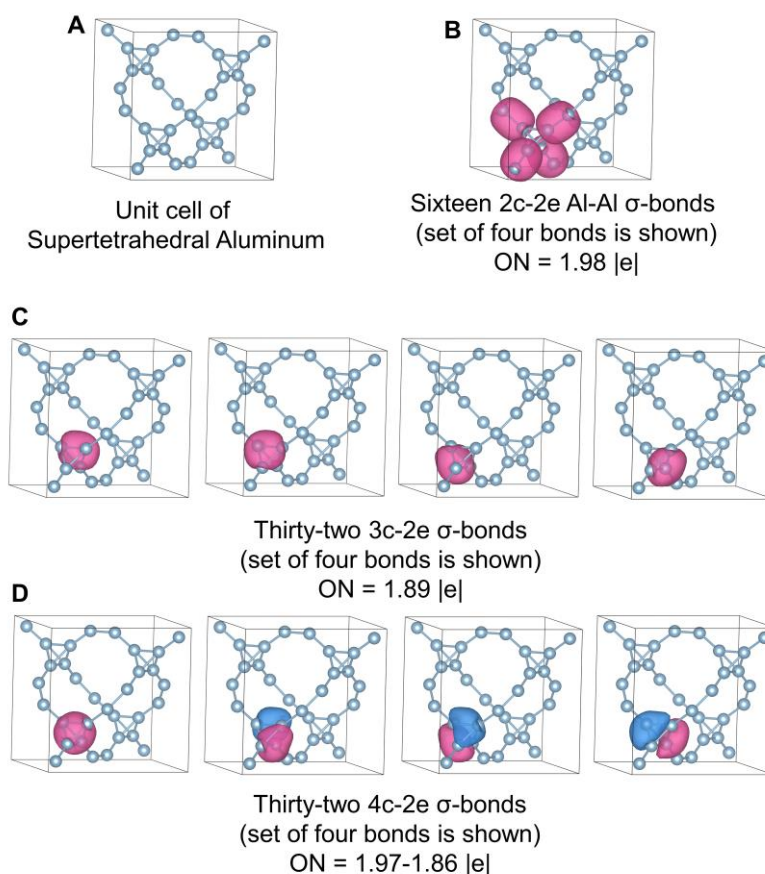 A
B
Unit cell of
Supertetrahedral Aluminum
Sixteen 2c-2e Al-Al σ-bonds
(set of four bonds is shown)
ON = 1.98 |e|
C
Thirty-two 3c-2e σ-bonds
(set of four bonds is shown)
ON = 1.89 |e|
D
Thirty-two 4c-2e σ-bonds
(set of four bonds is shown)
ON = 1.97-1.86 |e|